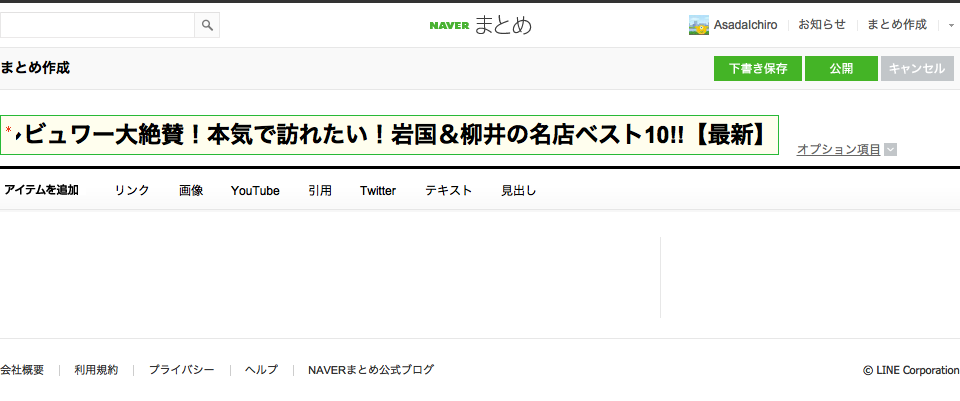 NAVER まとめ
AsadaIchiro お知らせ まとめ作成
まとめ作成
下書き保存 公開 キャンセル
*ビュワー大絶賛！本気で訪れたい！岩国＆柳井の名店ベスト10!!【最新】
オプション項目
アイテムを追加 リンク 画像 YouTube 引用 Twitter テキスト 見出し
会社概要 利用規約 プライバシー ヘルプ NAVERまとめ公式ブログ
© LINE Corporation